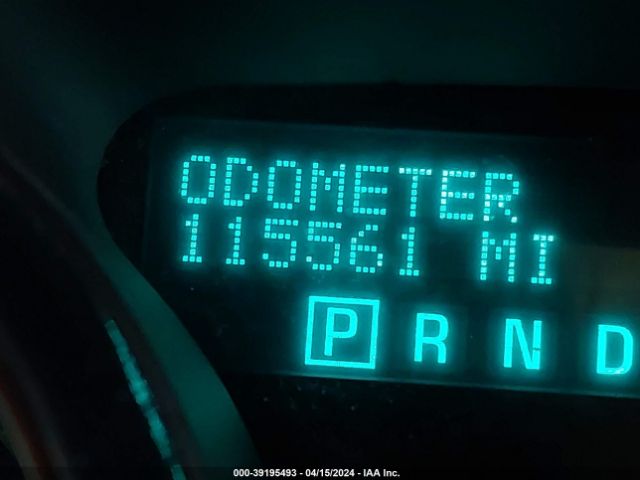 ODOMETER
115561 MI
P R N D
000-39195493 - 04/15/2024 - IAA Inc.